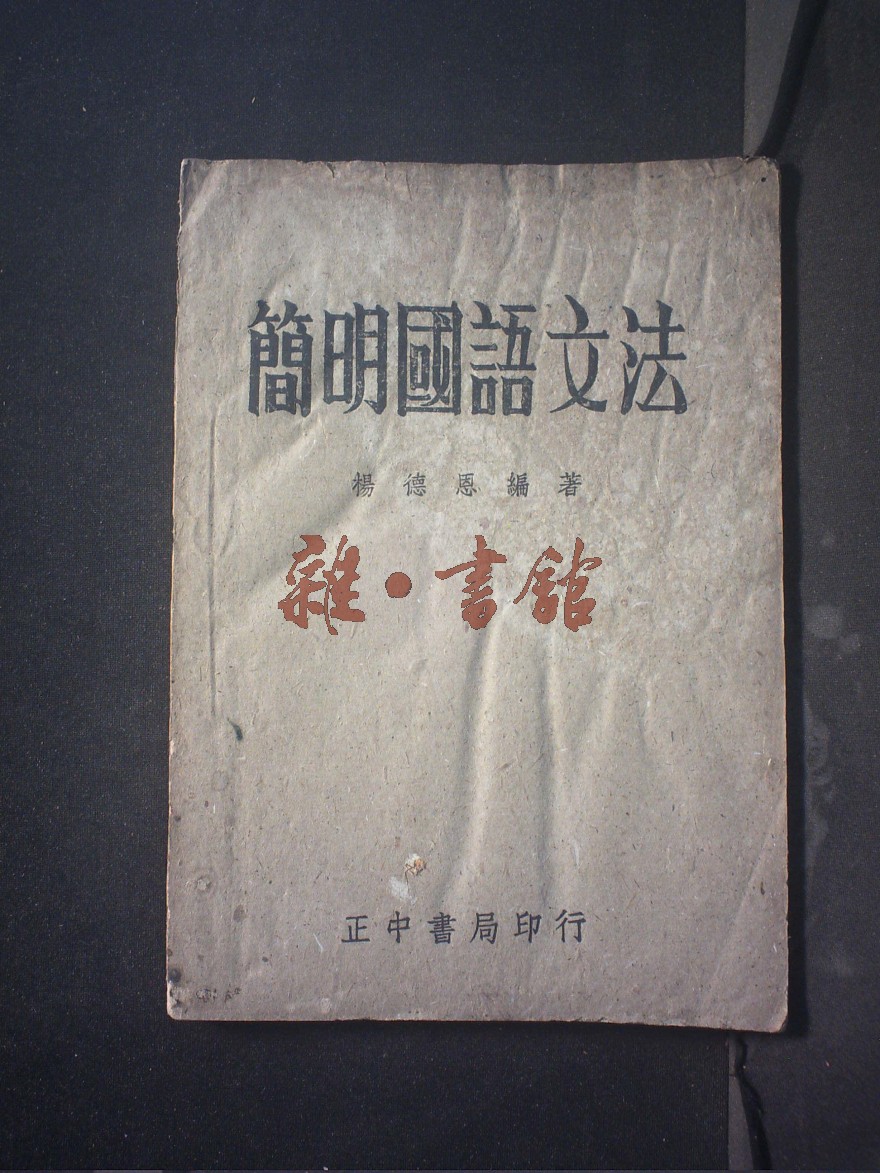 簡明國語文法
楊德恩編著
雜·書館
正中書局印行